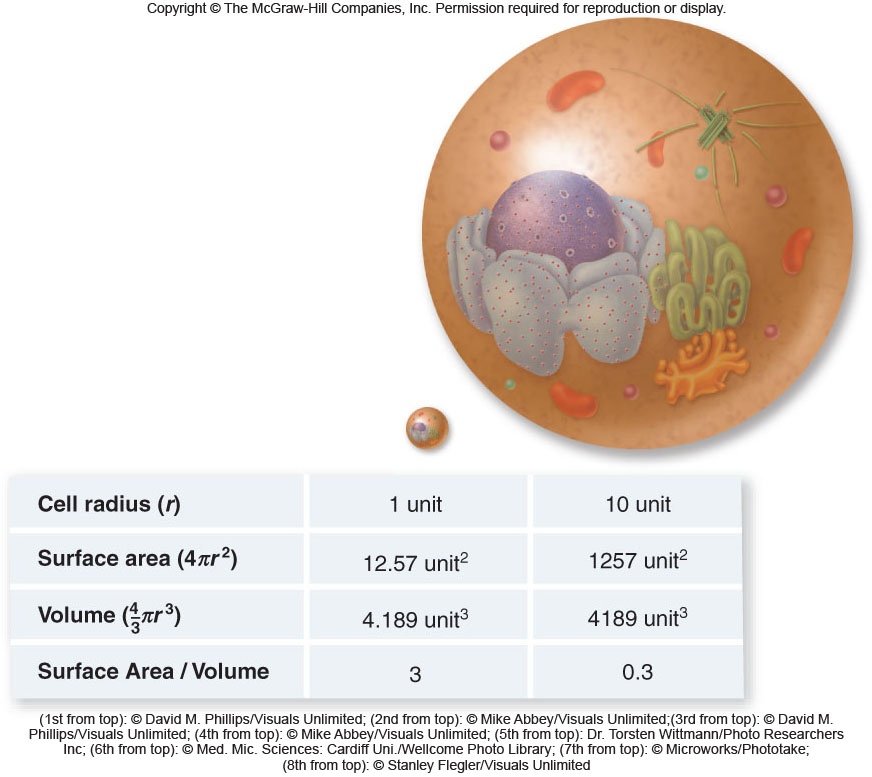 Copyright © The McGraw-Hill Companies, Inc. Permission required for reproduction or display.
Cell radius (r) 1 unit 10 unit
Surface area (4πr²) 12.57 unit² 1257 unit²
Volume (4/3πr³) 4.189 unit³ 4189 unit³
Surface Area / Volume 3 0.3
(1st from top): © David M. Phillips/Visuals Unlimited; (2nd from top): © Mike Abbey/Visuals Unlimited;(3rd from top): © David M.
Phillips/Visuals Unlimited; (4th from top): © Mike Abbey/Visuals Unlimited; (5th from top): Dr. Torsten Wittmann/Photo Researchers
Inc; (6th from top): © Med. Mic. Sciences: Cardiff Uni./Wellcome Photo Library; (7th from top): © Microworks/Phototake;
(8th from top): © Stanley Flegler/Visuals Unlimited